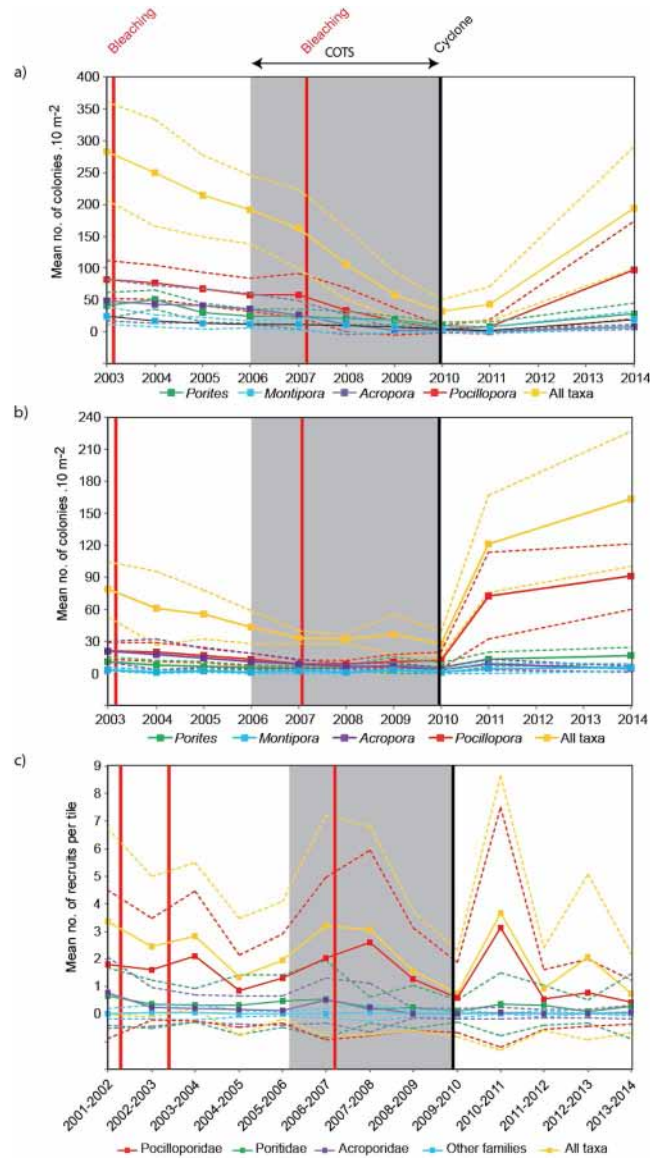 Bleaching Bleaching Cyclone
COTS
a)
Mean no. of colonies .10 m-2
400
350
300
250
200
150
100
50
0
2003 2004 2005 2006 2007 2008 2009 2010 2011 2012 2013 2014
Porites Montipora Acropora Pocillopora All taxa
b)
Mean no. of colonies .10 m-2
240
210
180
150
120
90
60
30
0
2003 2004 2005 2006 2007 2008 2009 2010 2011 2012 2013 2014
Porites Montipora Acropora Pocillopora All taxa
c)
Mean no. of recruits per tile
9
8
7
6
5
4
3
2
1
0
2001-2002 2002-2003 2003-2004 2004-2005 2005-2006 2006-2007 2007-2008 2008-2009 2009-2010 2010-2011 2011-2012 2012-2013 2013-2014
Pocilloporidae Poritidae Acroporidae Other families All taxa